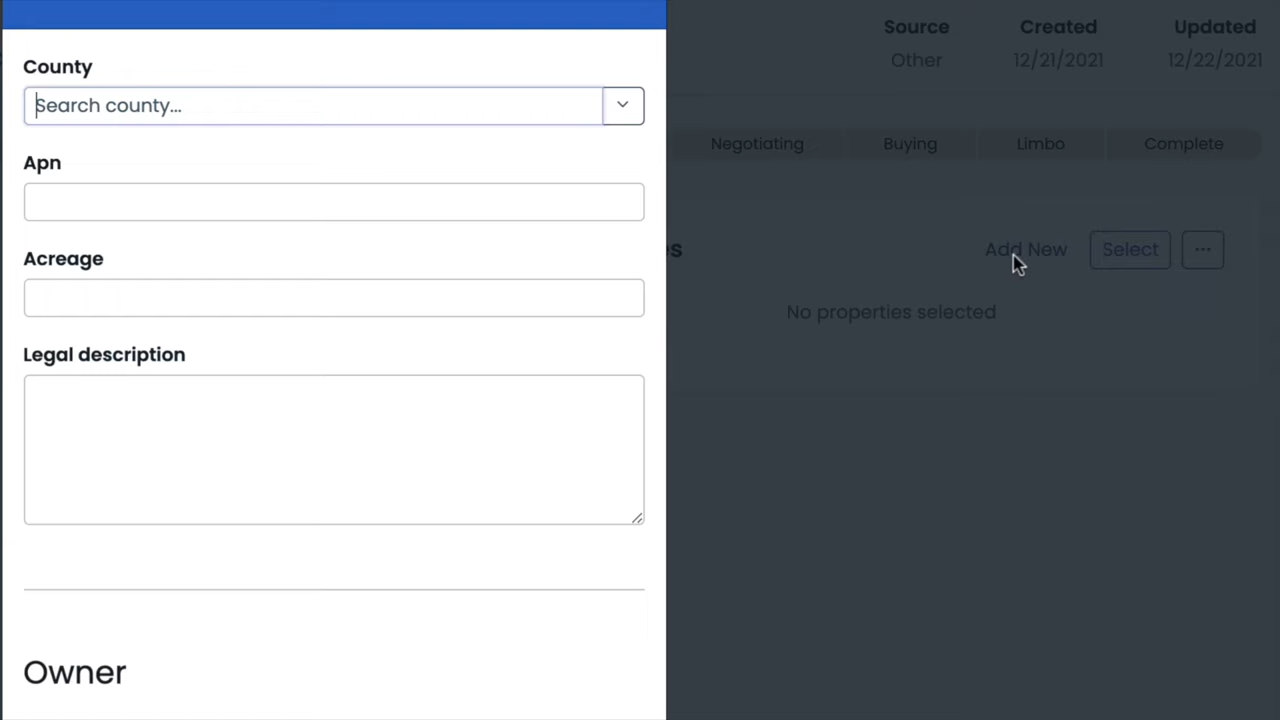 County
Search county...
Apn
Acreage
Legal description
Owner
Source Created Updated
Other 12/21/2021 12/22/2021
Negotiating Buying Limbo Complete
es Add New Select ...
No properties selected